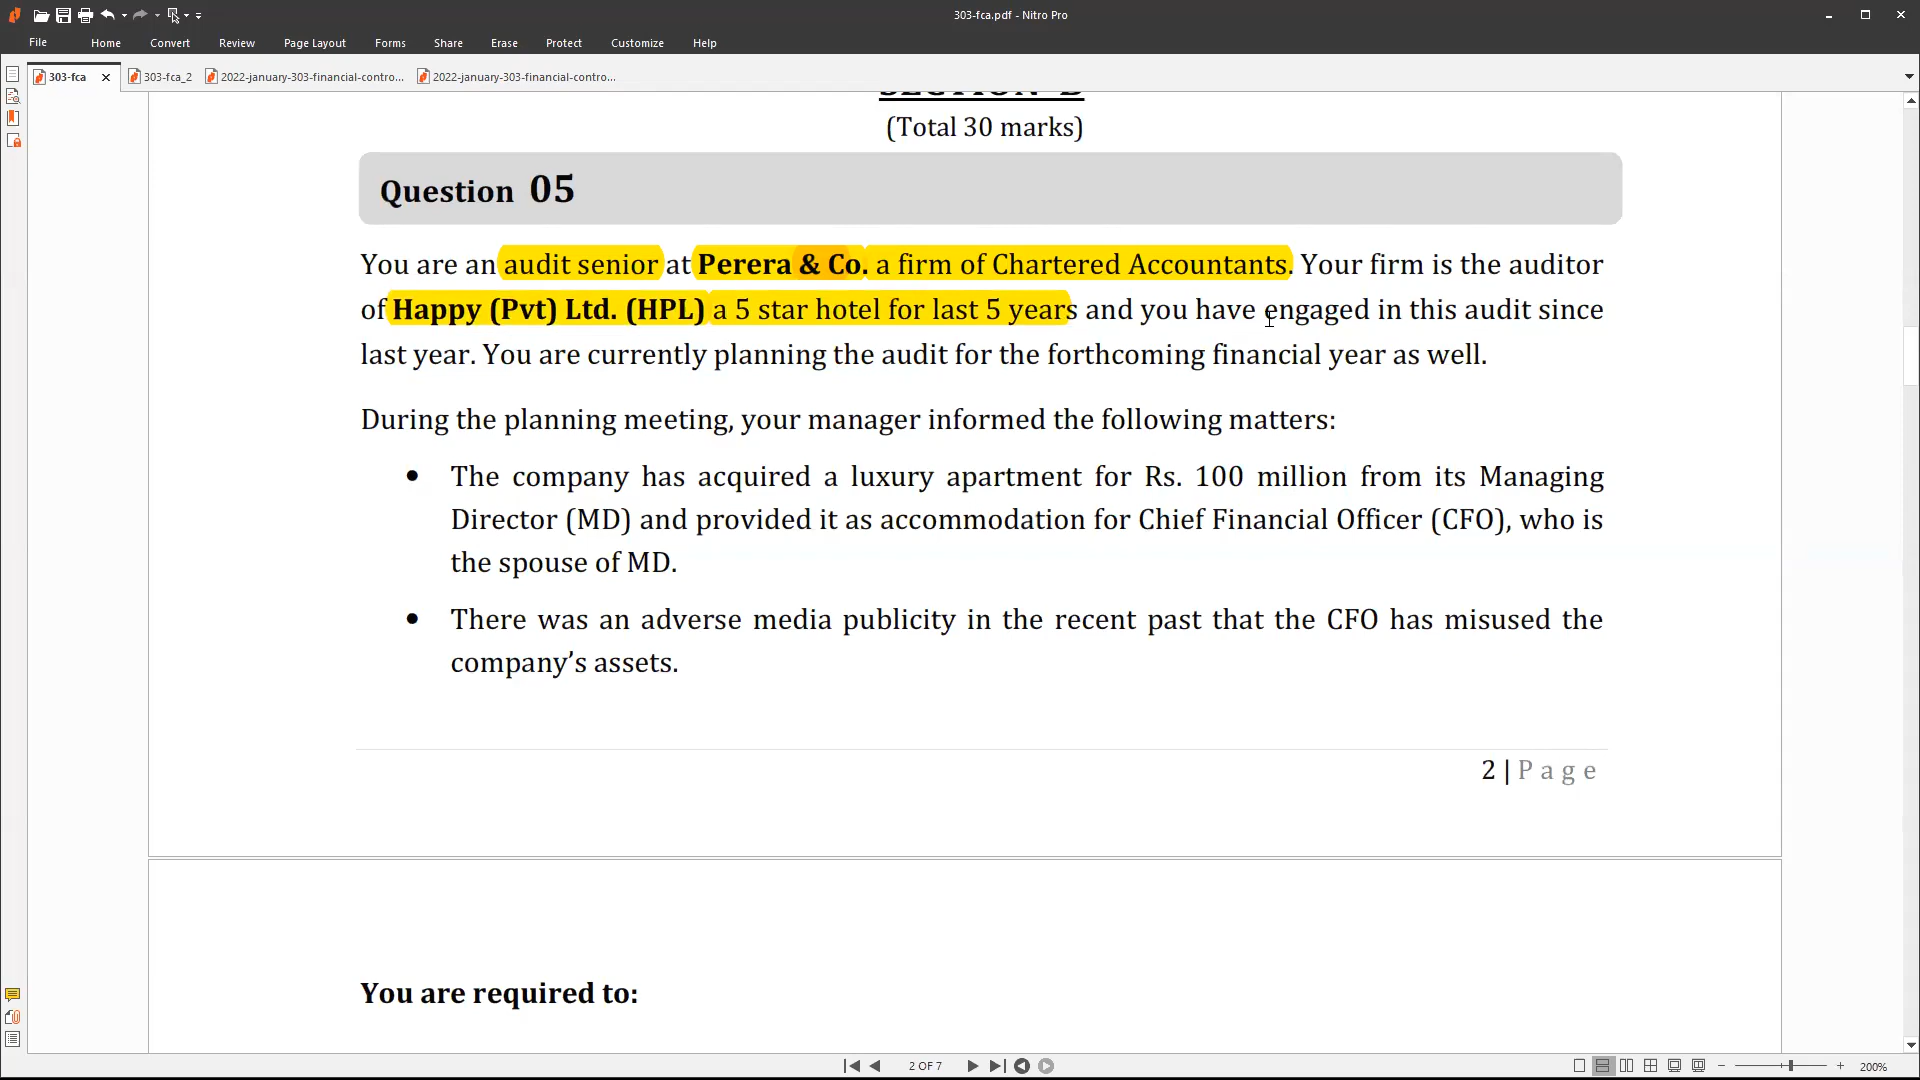 303-fca.pdf - Nitro Pro
File Home Convert Review Page Layout Forms Share Erase Protect Customize Help
303-fca 303-fca_2 2022-january-303-financial-contro... 2022-january-303-financial-contro...
(Total 30 marks)
Question 05
You are an audit senior at Perera & Co. a firm of Chartered Accountants. Your firm is the auditor
of Happy (Pvt) Ltd. (HPL) a 5 star hotel for last 5 years and you have engaged in this audit since
last year. You are currently planning the audit for the forthcoming financial year as well.
During the planning meeting, your manager informed the following matters:
• The company has acquired a luxury apartment for Rs. 100 million from its Managing
Director (MD) and provided it as accommodation for Chief Financial Officer (CFO), who is
the spouse of MD.
• There was an adverse media publicity in the recent past that the CFO has misused the
company’s assets.
2 | P a g e
You are required to:
2 OF 7
200%